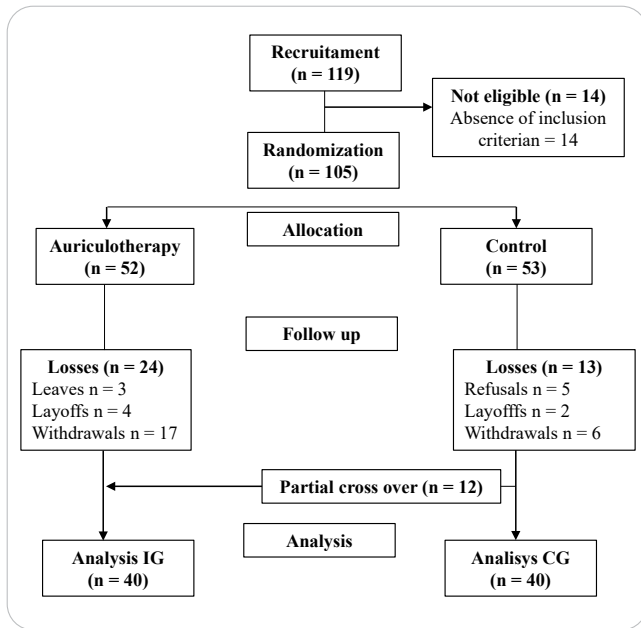 Recruitament
(n = 119)
Not eligible (n = 14)
Absence of inclusion
criterian = 14
Randomization
(n = 105)
Allocation
Auriculotherapy
(n = 52)
Control
(n = 53)
Follow up
Losses (n = 24)
Leaves n = 3
Layoffs n = 4
Withdrawals n = 17
Losses (n = 13)
Refusals n = 5
Layofffs n = 2
Withdrawals n = 6
Partial cross over (n = 12)
Analysis
Analysis IG
(n = 40)
Analisys CG
(n = 40)